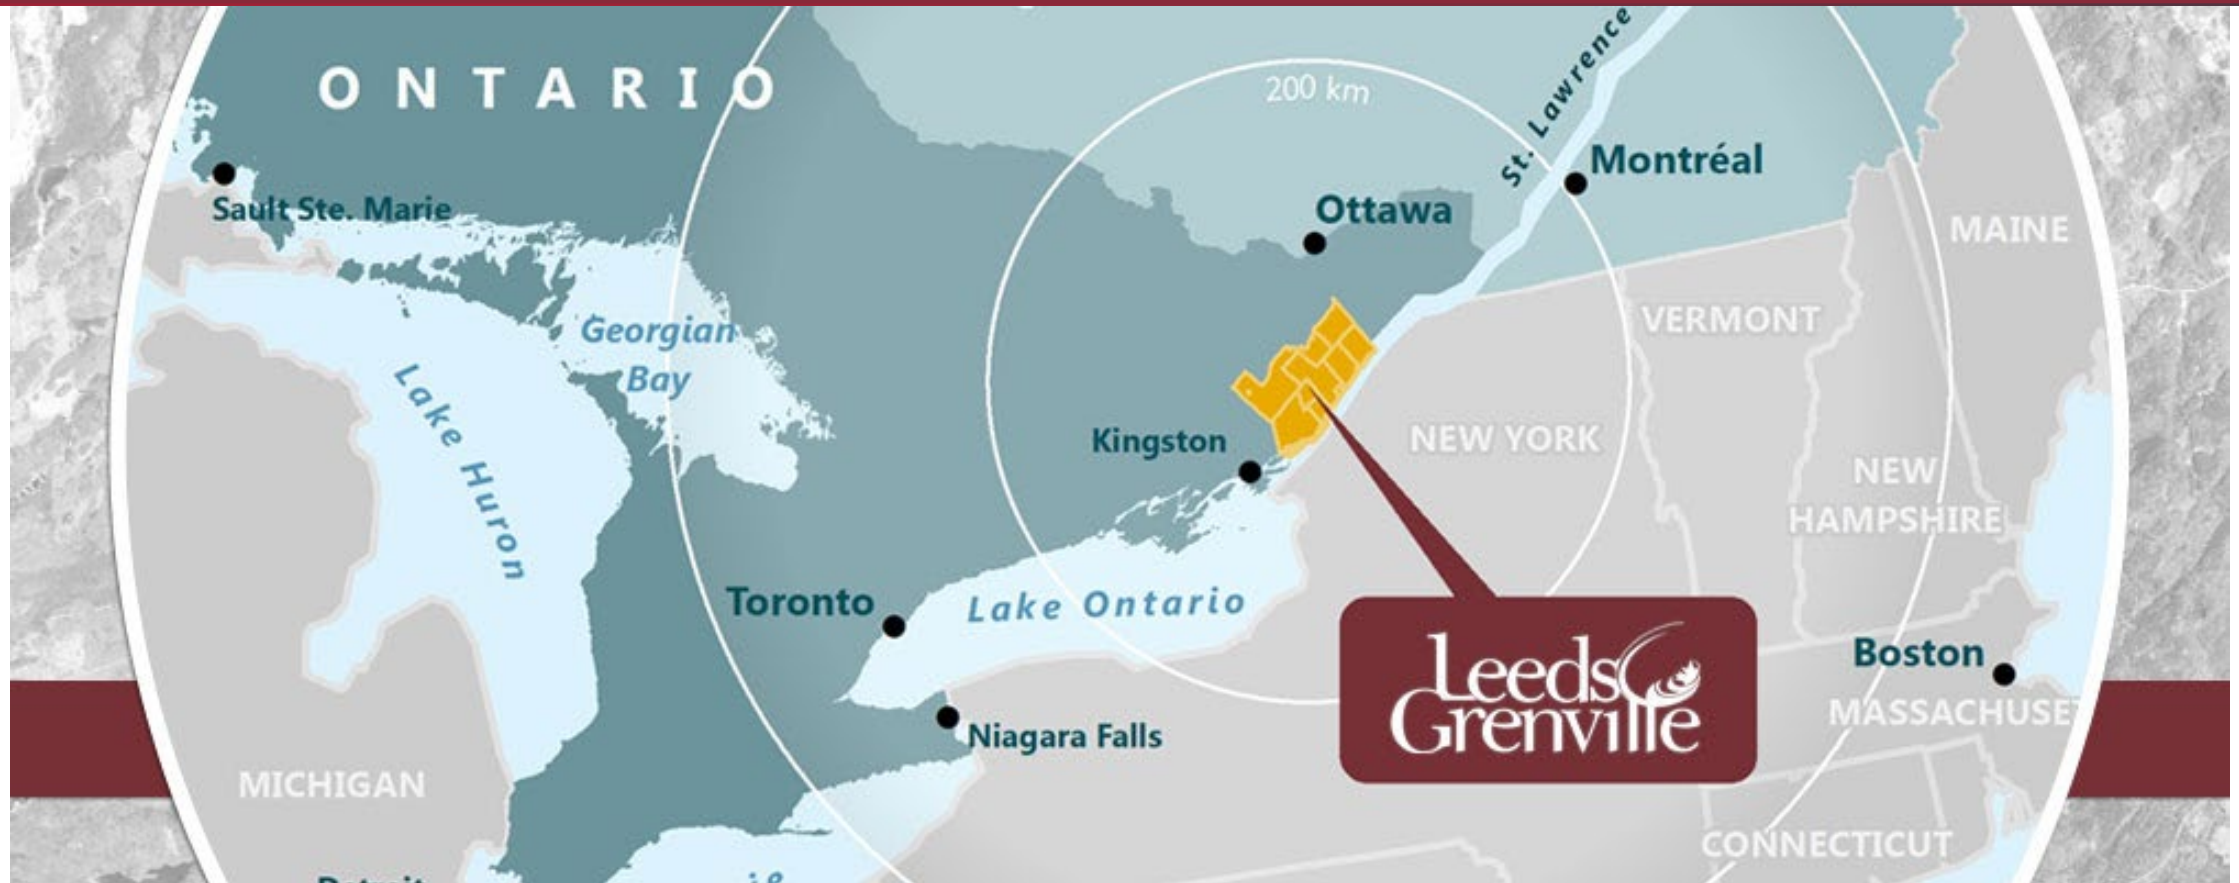 ONTARIO
200 km
St. Lawrence
Montréal
Sault Ste. Marie
Ottawa
MAINE
Georgian
Bay
VERMONT
Lake Huron
Kingston
NEW YORK
NEW
HAMPSHIRE
Toronto
Lake Ontario
Leeds
Grenville
Boston
MASSACHUSE
Niagara Falls
MICHIGAN
CONNECTICUT
Detroit